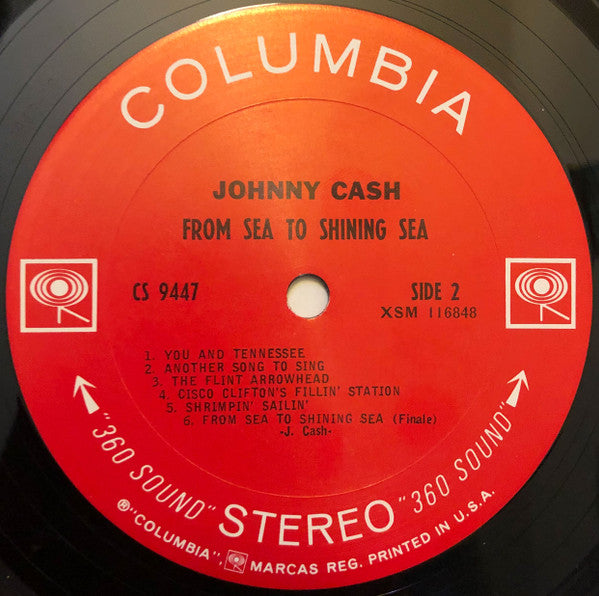 COLUMBIA
JOHNNY CASH
FROM SEA TO SHINING SEA
CS 9447
SIDE 2
XSM 116848
1. YOU AND TENNESSEE
2. ANOTHER SONG TO SING
3. THE FLINT ARROWHEAD
4. CISCO CLIFTON'S FILLIN' STATION
5. SHRIMPIN' SAILIN'
6. FROM SEA TO SHINING SEA (Finale)
-J. Cash-
"360 SOUND" STEREO "360 SOUND"
®"COLUMBIA", MARCAS REG. PRINTED IN U.S.A.